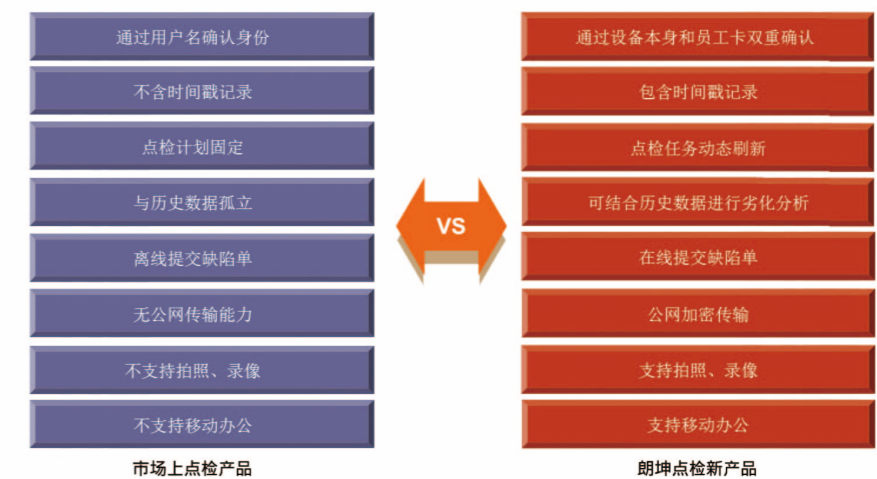 通过用户名确认身份
不含时间戳记录
点检计划固定
与历史数据孤立
离线提交缺陷单
无公网传输能力
不支持拍照、录像
不支持移动办公
市场上点检产品
VS
通过设备本身和员工卡双重确认
包含时间戳记录
点检任务动态刷新
可结合历史数据进行劣化分析
在线提交缺陷单
公网加密传输
支持拍照、录像
支持移动办公
朗坤点检新产品